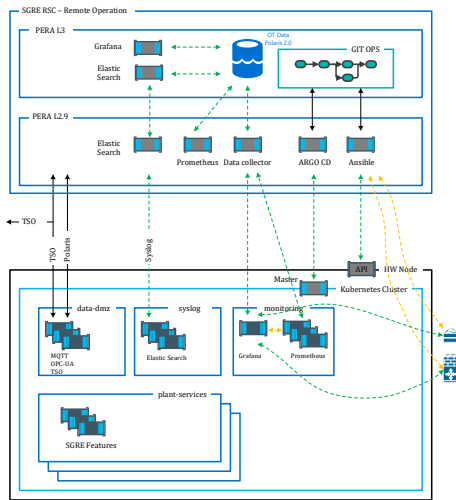 SGRE RSC – Remote Operation
PERA L3
Grafana
OT Data
Polaris 2.0
GIT OPS
Elastic
Search
PERA L2.9
Elastic
Search
Prometheus
Data collector
ARGO CD
Ansible
TSO
TSO
Polaris
Syslog
API
HW Node
Master
Kubernetes Cluster
data-dmz
syslog
monitoring
MQTT
OPC-UA
TSO
Elastic Search
Grafana
Prometheus
plant-services
SGRE Features